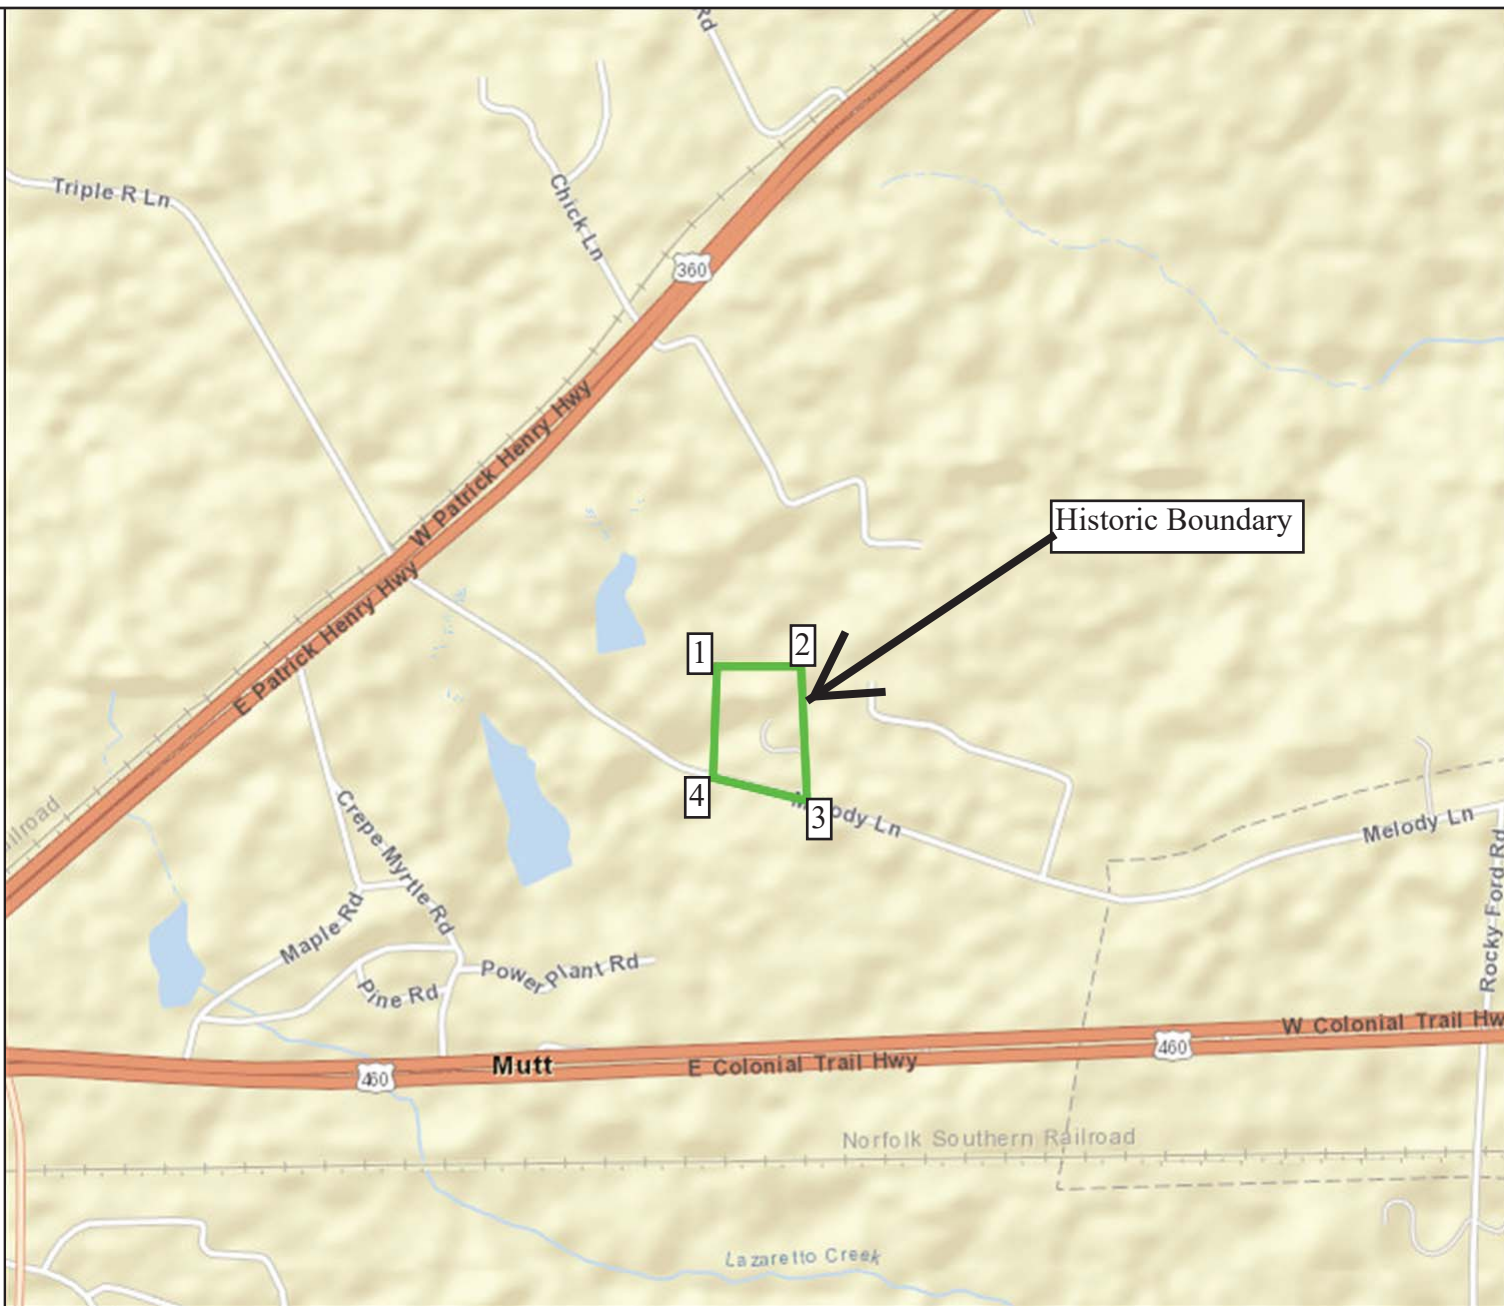 Rd
Triple R Ln
Chick Ln
360
W Patrick Henry Hwy
Historic Boundary
E Patrick Henry Hwy
1
2
4
3
ody Ln
Melody Ln
Crepe Myrtle Rd
Rocky Ford Rd
Maple Rd
Power Plant Rd
Pine Rd
W Colonial Trail Hw
460
460
Mutt
E Colonial Trail Hwy
Norfolk Southern Railroad
Lazaretto Creek